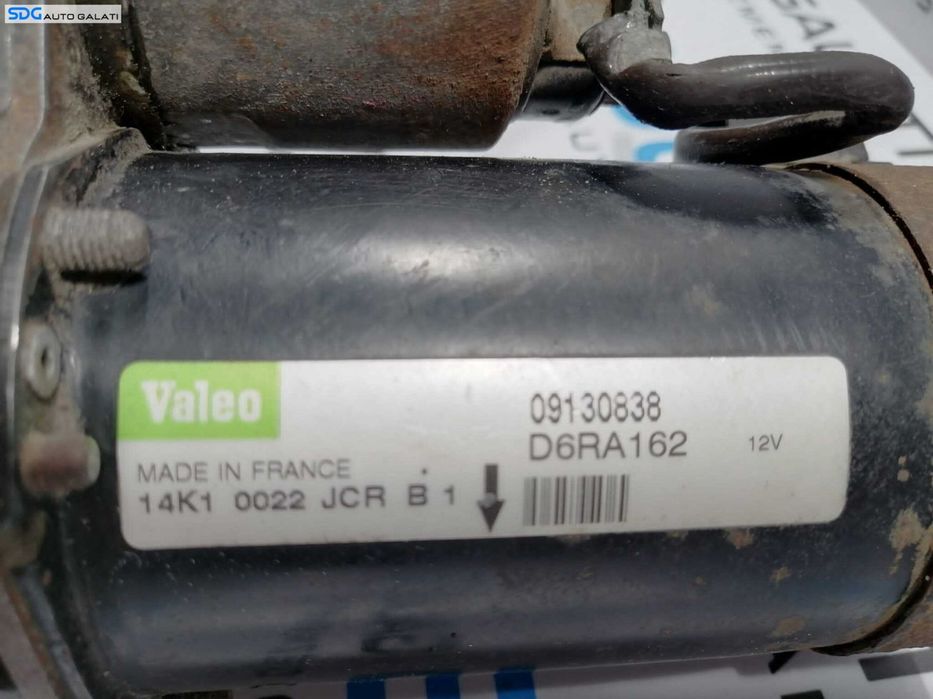 SDG AUTO GALATI
Valeo
09130838
D6RA162 12V
MADE IN FRANCE
14K1 0022 JCR B 1